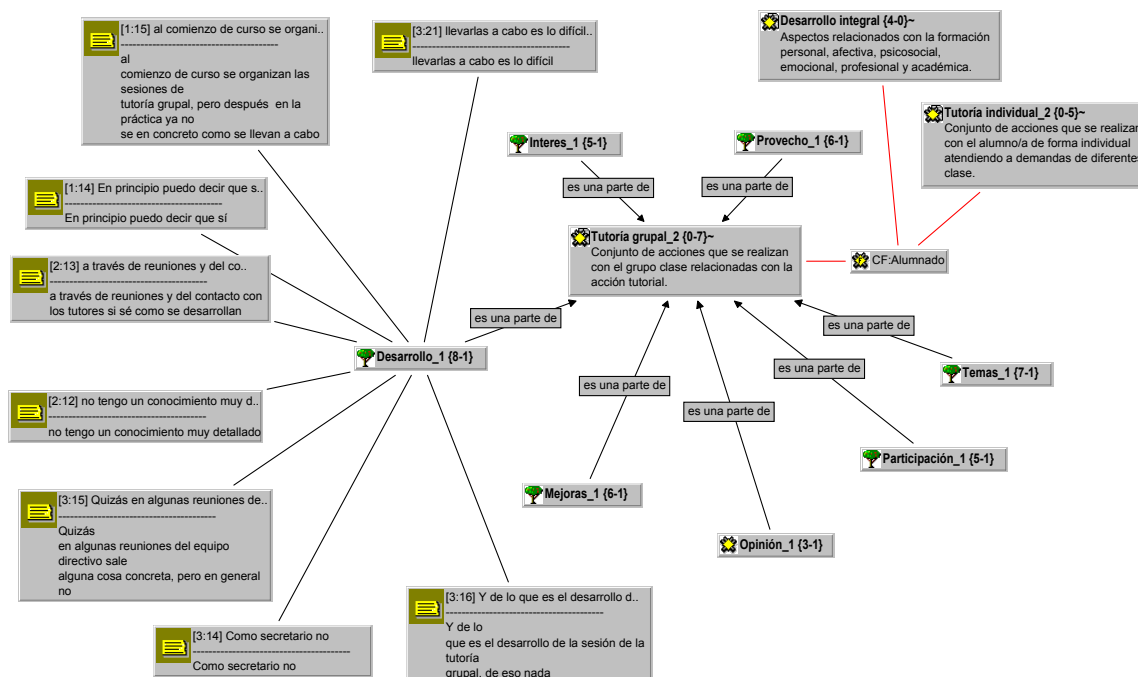 [1:15] al comienzo de curso se organi..
----------------------------------------
al
comienzo de curso se organizan las
sesiones de
tutoría grupal, pero después en la
práctica ya no
se en concreto como se llevan a cabo
[3:21] llevarlas a cabo es lo difícil..
----------------------------------------
llevarlas a cabo es lo difícil
Desarrollo integral {4-0}~
Aspectos relacionados con la formación
personal, afectiva, psicosocial,
emocional, profesional y académica.
Tutoría individual_2 {0-5}~
Conjunto de acciones que se realizan
con el alumno/a de forma individual
atendiendo a demandas de diferentes
clase.
Interes_1 {5-1}
Provecho_1 {6-1}
es una parte de
es una parte de
[1:14] En principio puedo decir que s..
----------------------------------------
En principio puedo decir que sí
Tutoría grupal_2 {0-7}~
Conjunto de acciones que se realizan
con el grupo clase relacionadas con la
acción tutorial.
CF:Alumnado
[2:13] a través de reuniones y del co..
----------------------------------------
a través de reuniones y del contacto con
los tutores si sé como se desarrollan
es una parte de
es una parte de
Desarrollo_1 {8-1}
es una parte de
Temas_1 {7-1}
es una parte de
[2:12] no tengo un conocimiento muy d..
----------------------------------------
no tengo un conocimiento muy detallado
es una parte de
Participación_1 {5-1}
Mejoras_1 {6-1}
[3:15] Quizás en algunas reuniones de..
----------------------------------------
Quizás
en algunas reuniones del equipo
directivo sale
alguna cosa concreta, pero en general
no
Opinión_1 {3-1}
[3:16] Y de lo que es el desarrollo d..
----------------------------------------
Y de lo
que es el desarrollo de la sesión de la
tutoría
grupal, de eso nada
[3:14] Como secretario no
----------------------------------------
Como secretario no